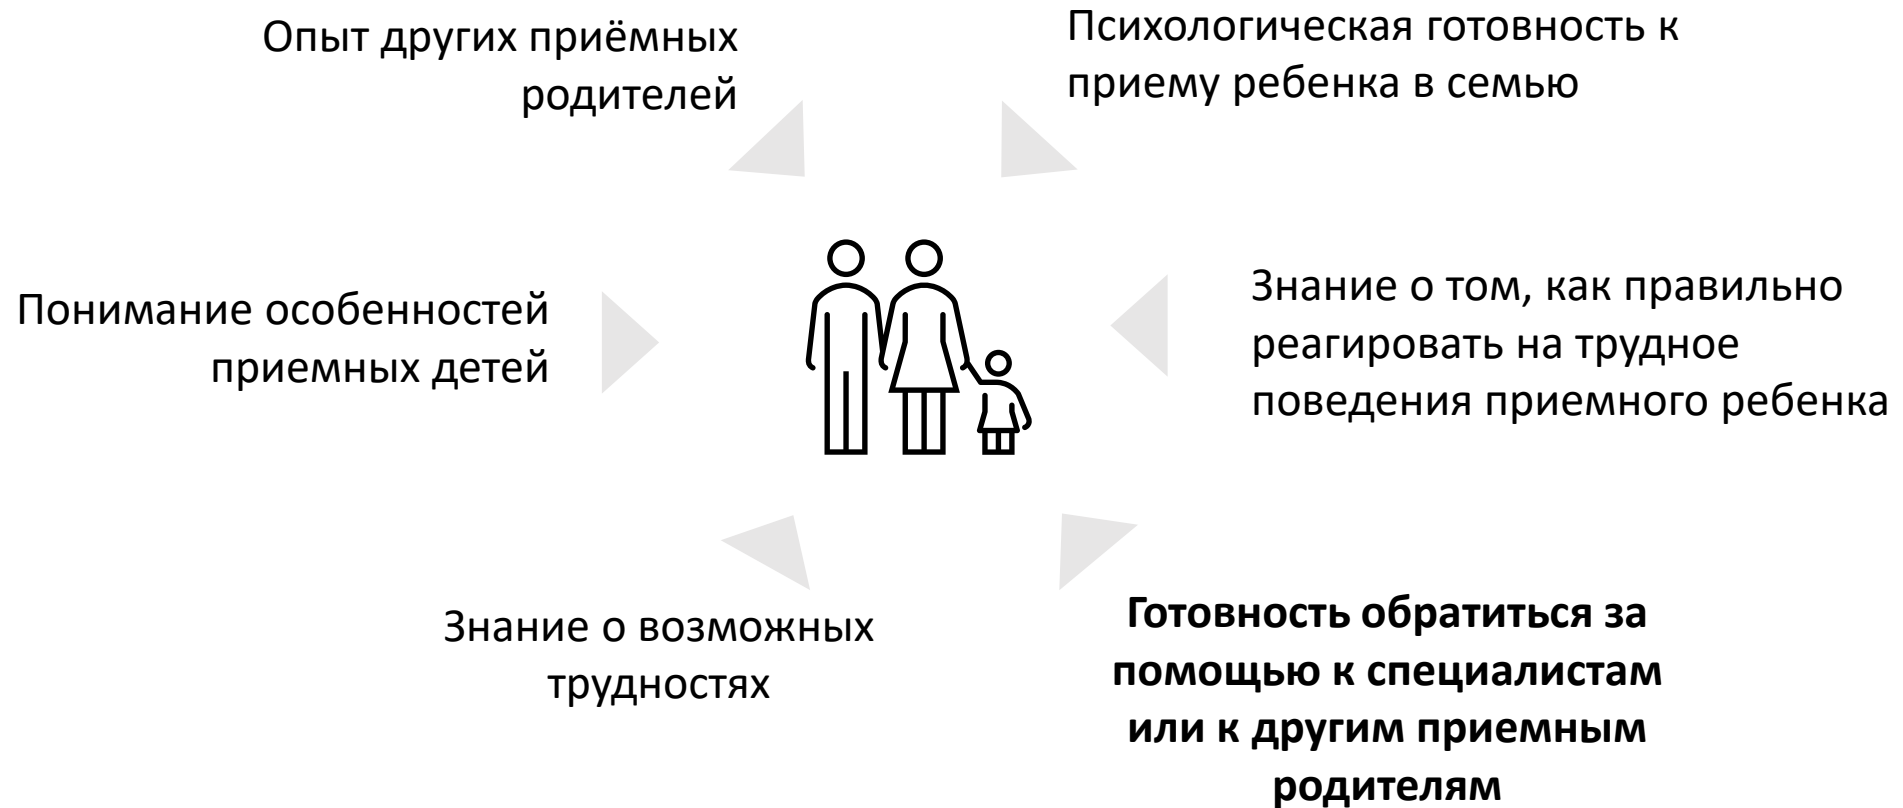 Опыт других приёмных
родителей
Психологическая готовность к
приему ребенка в семью
Понимание особенностей
приемных детей
Знание о том, как правильно
реагировать на трудное
поведения приемного ребенка
Знание о возможных
трудностях
Готовность обратиться за
помощью к специалистам
или к другим приемным
родителям